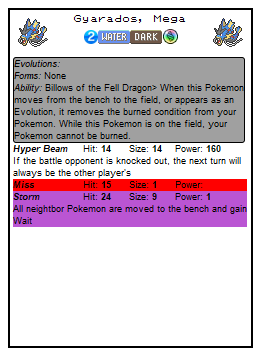 Gyarados, Mega
2 WATER DARK
Evolutions:
Forms: None
Ability: Billows of the Fell Dragon> When this Pokemon
moves from the bench to the field, or appears as an
Evolution, it removes the burned condition from your
Pokemon. While this Pokemon is on the field, your
Pokemon cannot be burned.
Hyper Beam Hit: 14 Size: 14 Power: 160
If the battle opponent is knocked out, the next turn will
always be the other player's
Miss Hit: 15 Size: 1 Power:
Storm Hit: 24 Size: 9 Power: 1
All neighbor Pokemon are moved to the bench and gain
Wait